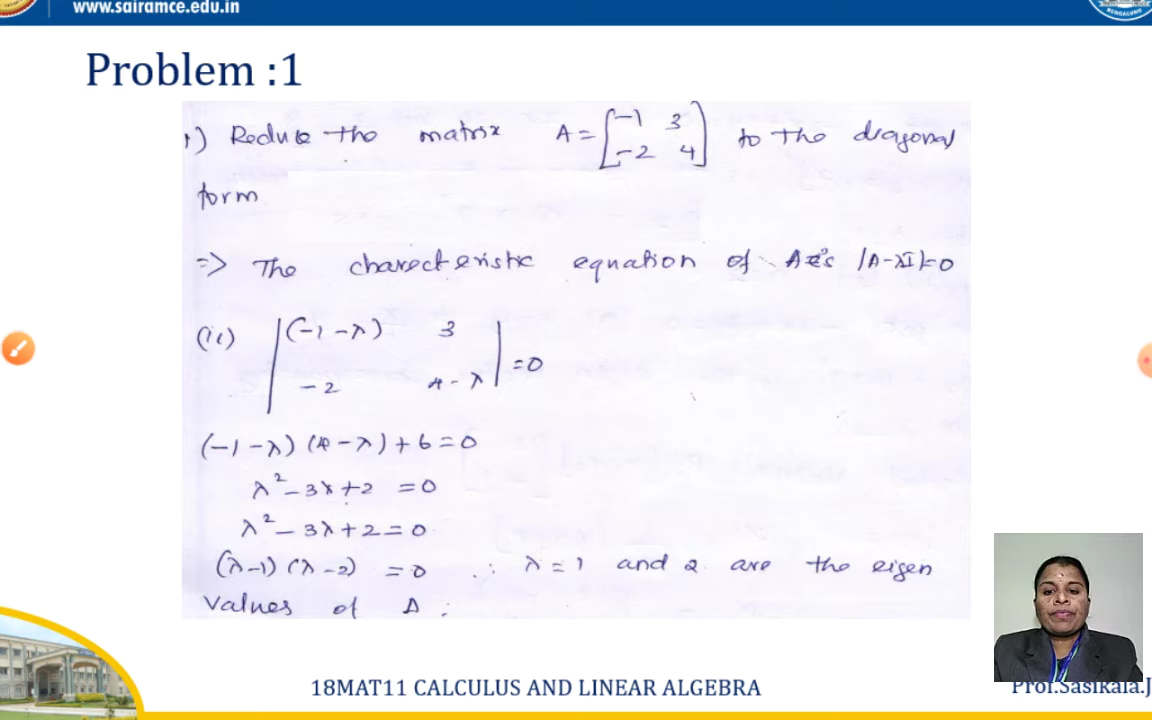 www.sairamce.edu.in
BENGALURU
Problem :1
1) Reduce the matrix A = [-1 3
-2 4] to the diagonal
form
=> The charecteristic equation of A is |A-λI|=0
(ie) |(-1-λ) 3
-2 4-λ| =0
(-1-λ) (4-λ) + 6 = 0
λ² - 3λ + 2 = 0
λ² - 3λ + 2 = 0
(λ-1) (λ-2) = 0 ∴ λ = 1 and 2 are the eigen
values of A.
18MAT11 CALCULUS AND LINEAR ALGEBRA
Prof.Sasikala.J